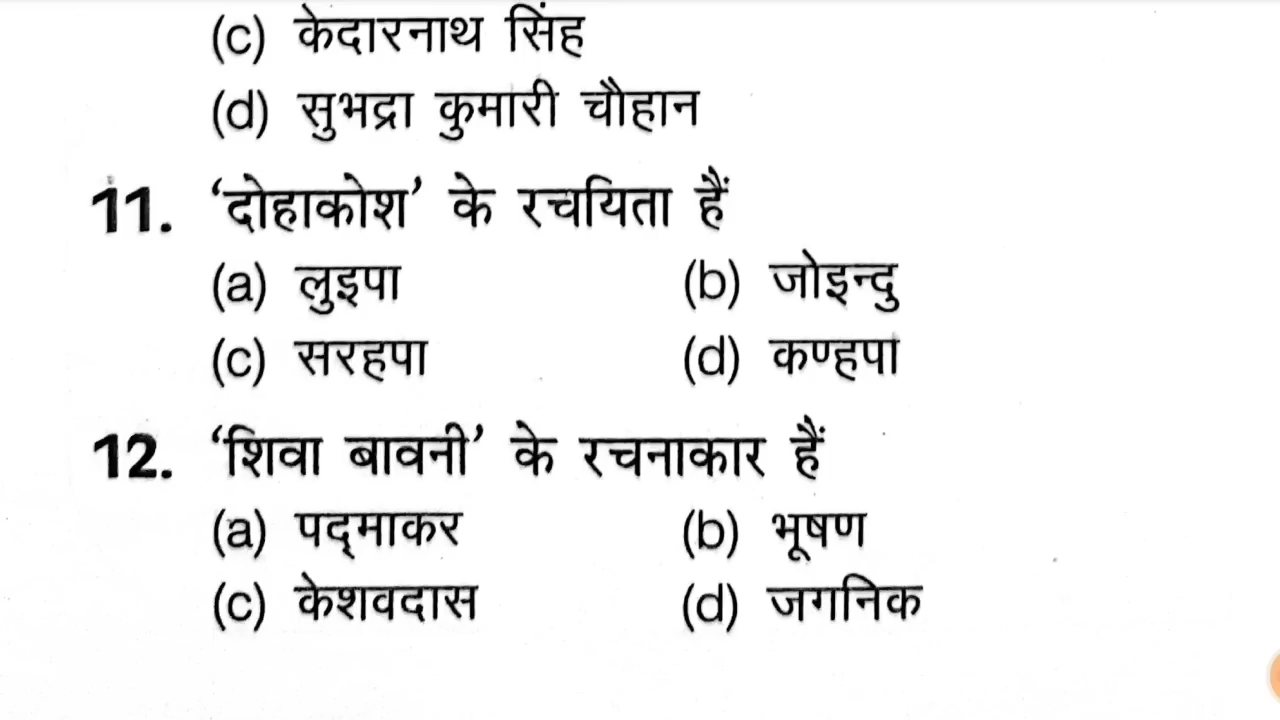 (c) केदारनाथ सिंह
(d) सुभद्रा कुमारी चौहान
11. ‘दोहाकोश’ के रचयिता हैं
(a) लुइपा (b) जोइन्दु
(c) सरहपा (d) कण्हपा
12. ‘शिवा बावनी’ के रचनाकार हैं
(a) पद्‌माकर (b) भूषण
(c) केशवदास (d) जगनिक